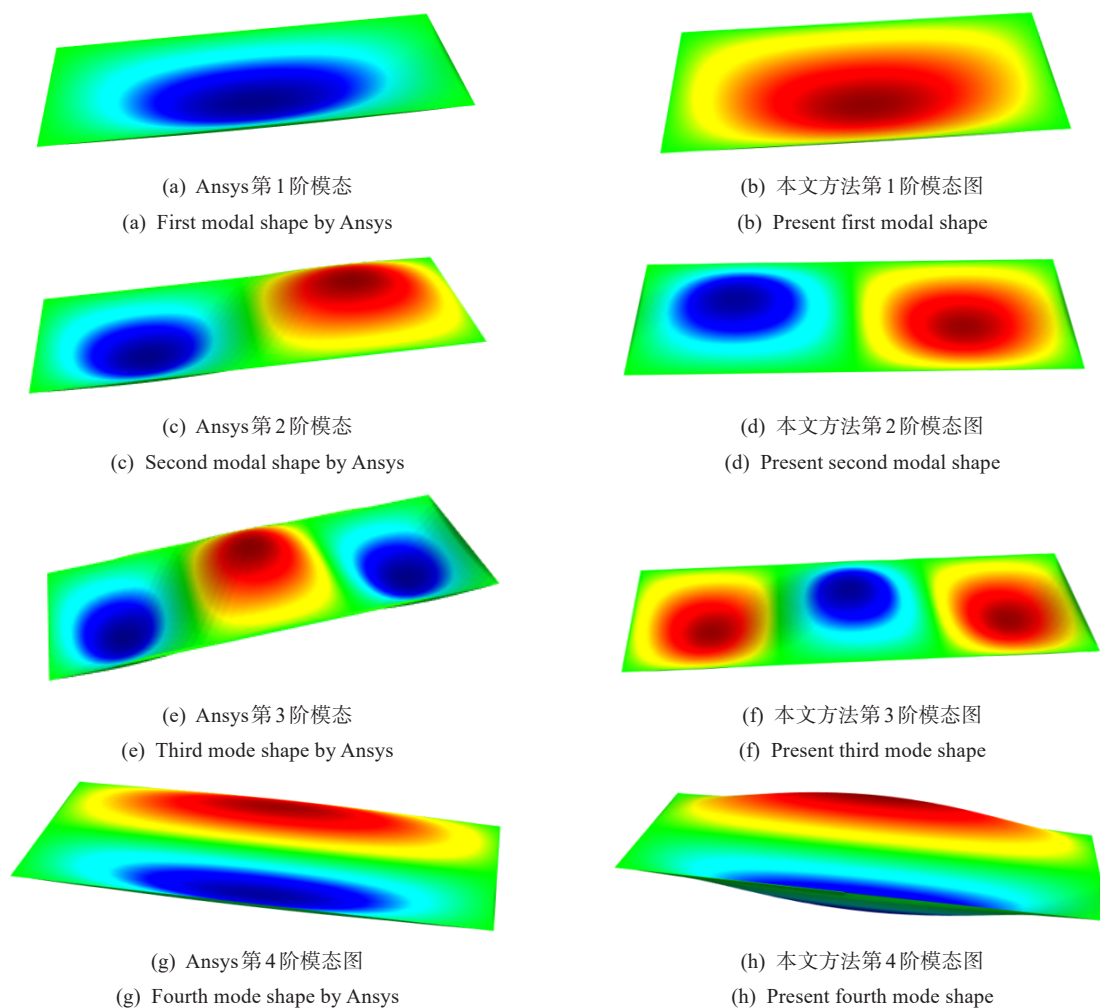 (a) Ansys第1阶模态
(a) First modal shape by Ansys
(b) 本文方法第1阶模态图
(b) Present first modal shape
(c) Ansys第2阶模态
(c) Second modal shape by Ansys
(d) 本文方法第2阶模态图
(d) Present second modal shape
(e) Ansys第3阶模态
(e) Third mode shape by Ansys
(f) 本文方法第3阶模态图
(f) Present third mode shape
(g) Ansys第4阶模态图
(g) Fourth mode shape by Ansys
(h) 本文方法第4阶模态图
(h) Present fourth mode shape